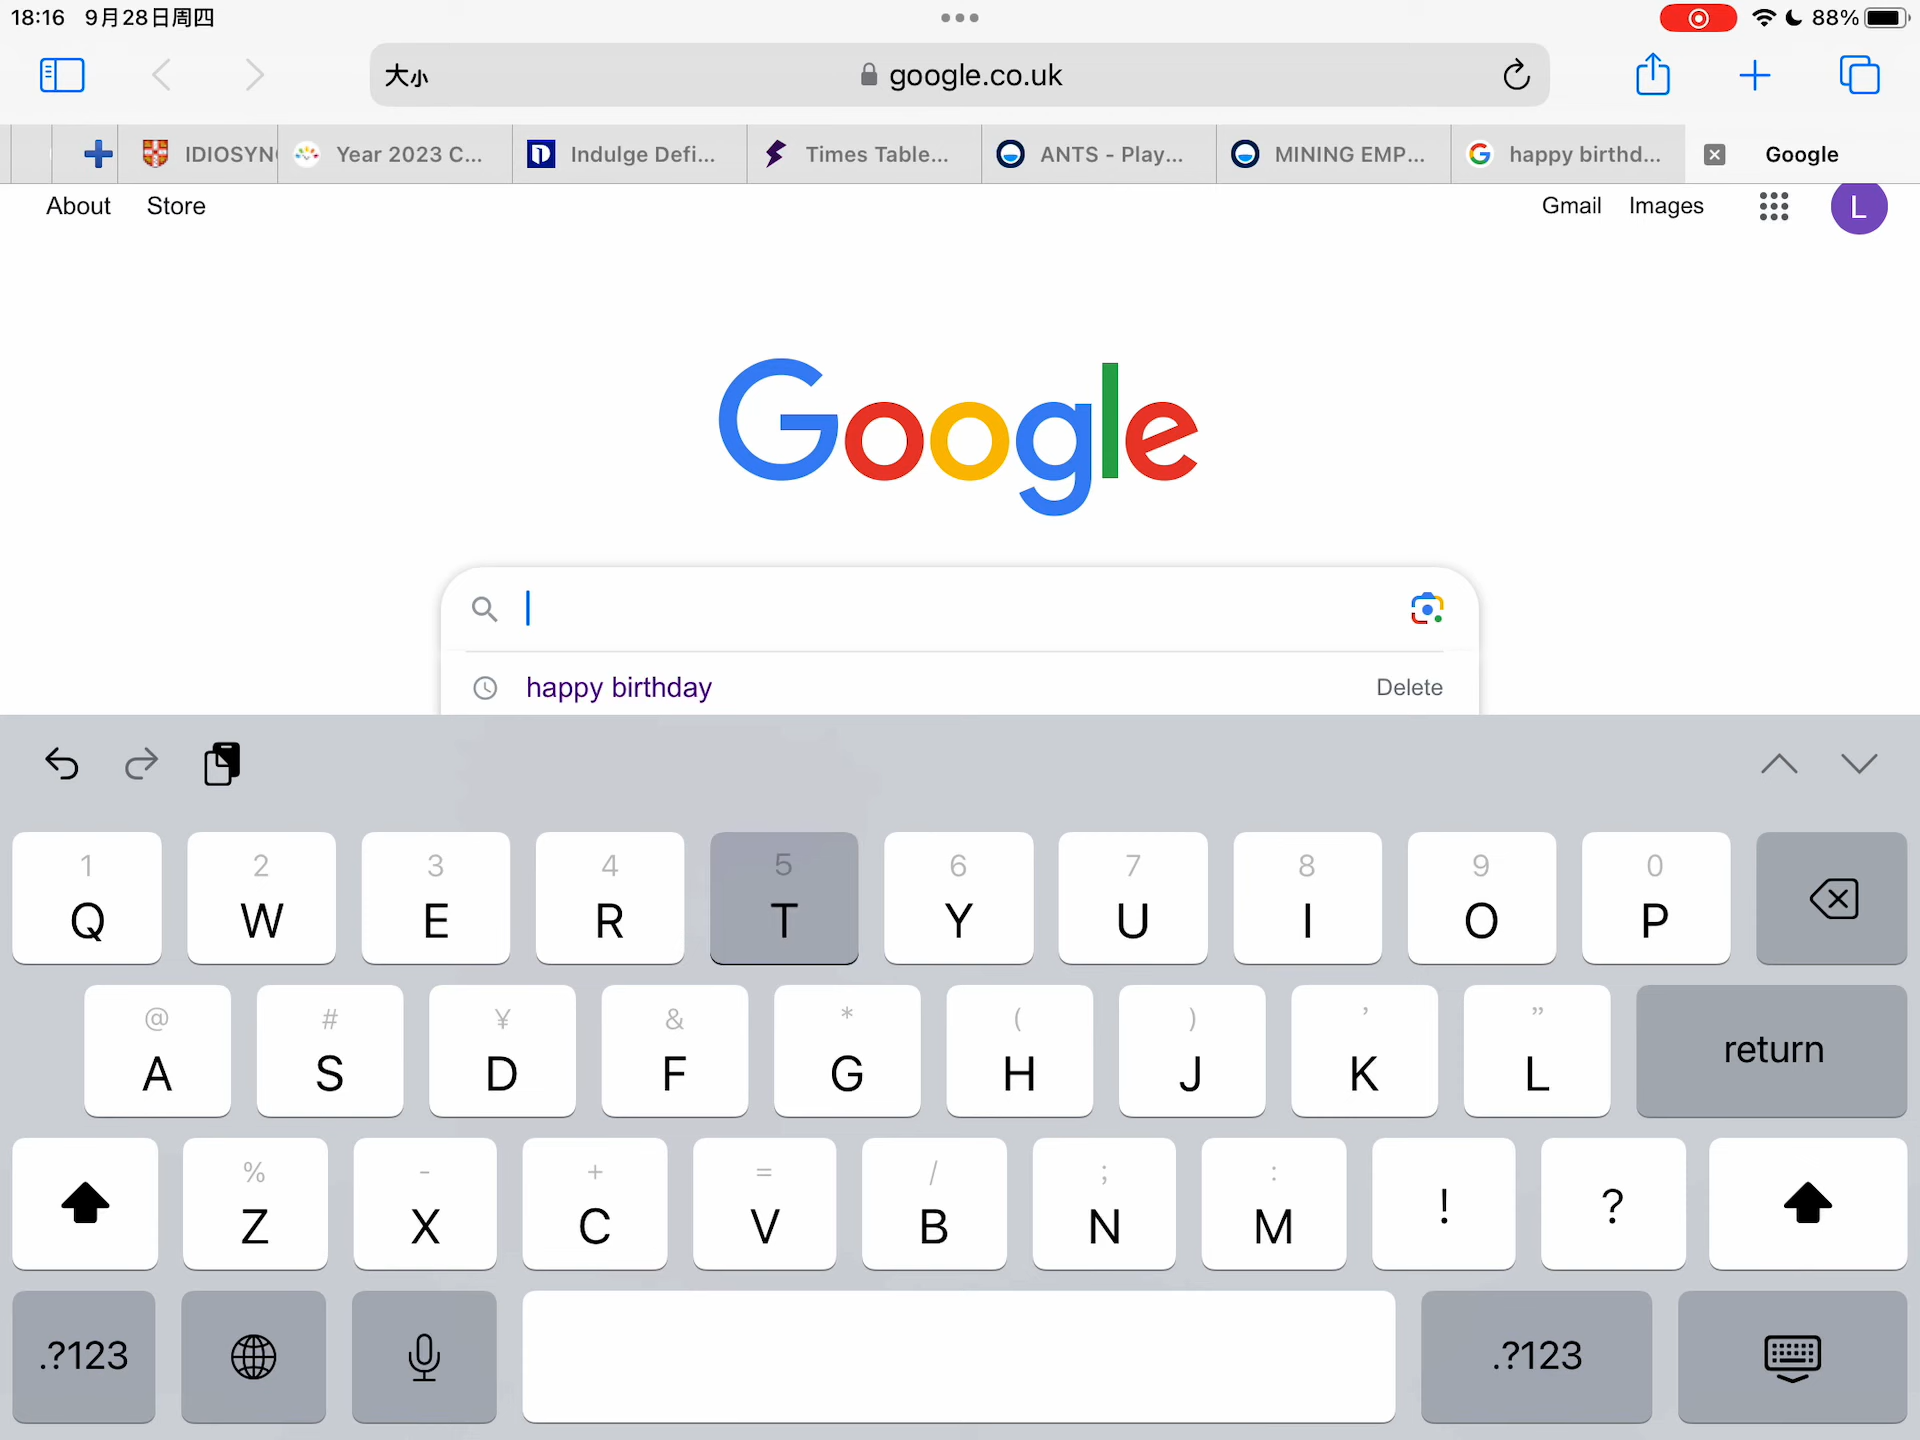 18:16 9月28日周四 88%
大小 google.co.uk
IDIOSYN Year 2023 C... Indulge Defi... Times Table... ANTS - Play... MINING EMP... happy birthd... Google
About Store Gmail Images L
Google
happy birthday Delete
1 2 3 4 5 6 7 8 9 0
Q W E R T Y U I O P
@ # ¥ & * ( ) ' "
A S D F G H J K L return
% - + = / ; :
Z X C V B N M ! ?
.?123 .?123